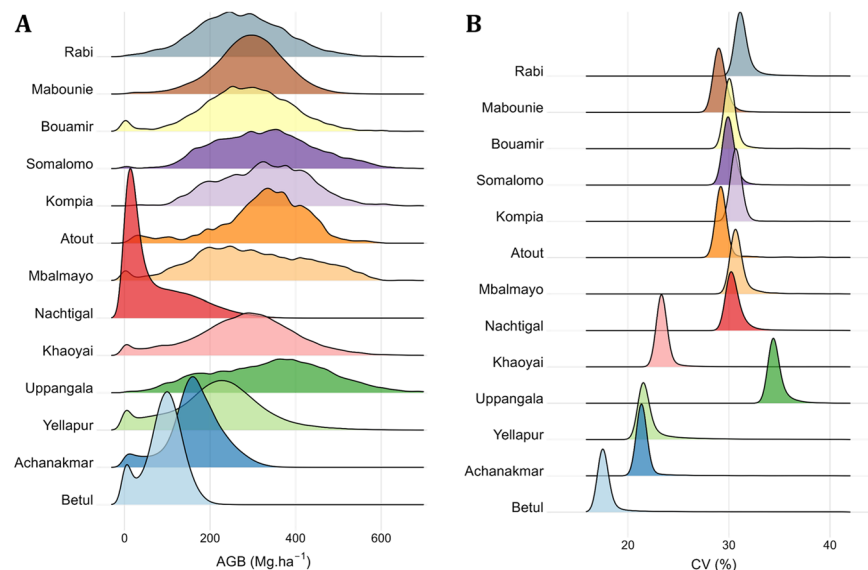 A
Rabi
Mabounie
Bouamir
Somalomo
Kompia
Atout
Mbalmayo
Nachtigal
Khaoyai
Uppangala
Yellapur
Achanakmar
Betul
0 200 400 600
AGB (Mg.ha⁻¹)
B
Rabi
Mabounie
Bouamir
Somalomo
Kompia
Atout
Mbalmayo
Nachtigal
Khaoyai
Uppangala
Yellapur
Achanakmar
Betul
20 30 40
CV (%)